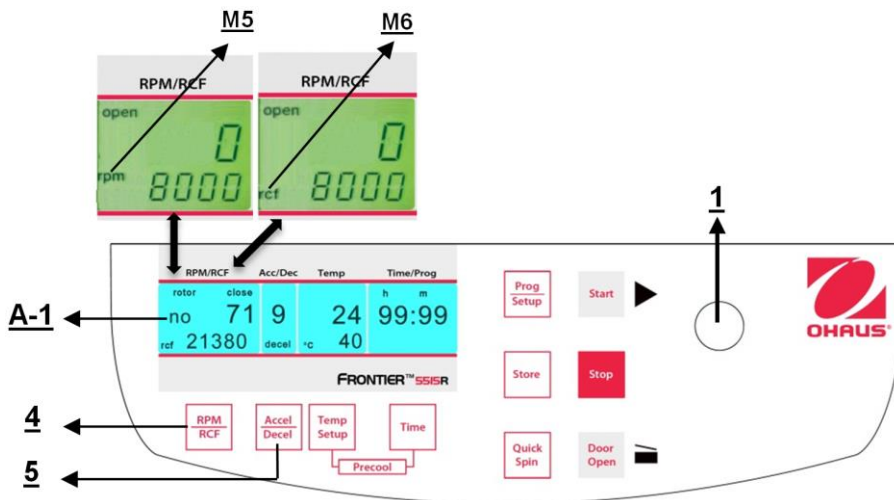 M5
M6
RPM/RCF
open
0
rpm 8000
RPM/RCF
open
0
rcf 8000
1
RPM/RCF Acc/Dec Temp Time/Prog
rotor close h m
no 71 9 24 99:99
rcf 21380 decel °C 40
A-1
FRONTIER™ 5515R
Prog
Setup
Start
OHAUS®
Store
Stop
4
RPM
RCF
Accel
Decel
Temp
Setup
Time
Precool
5
Quick
Spin
Door
Open